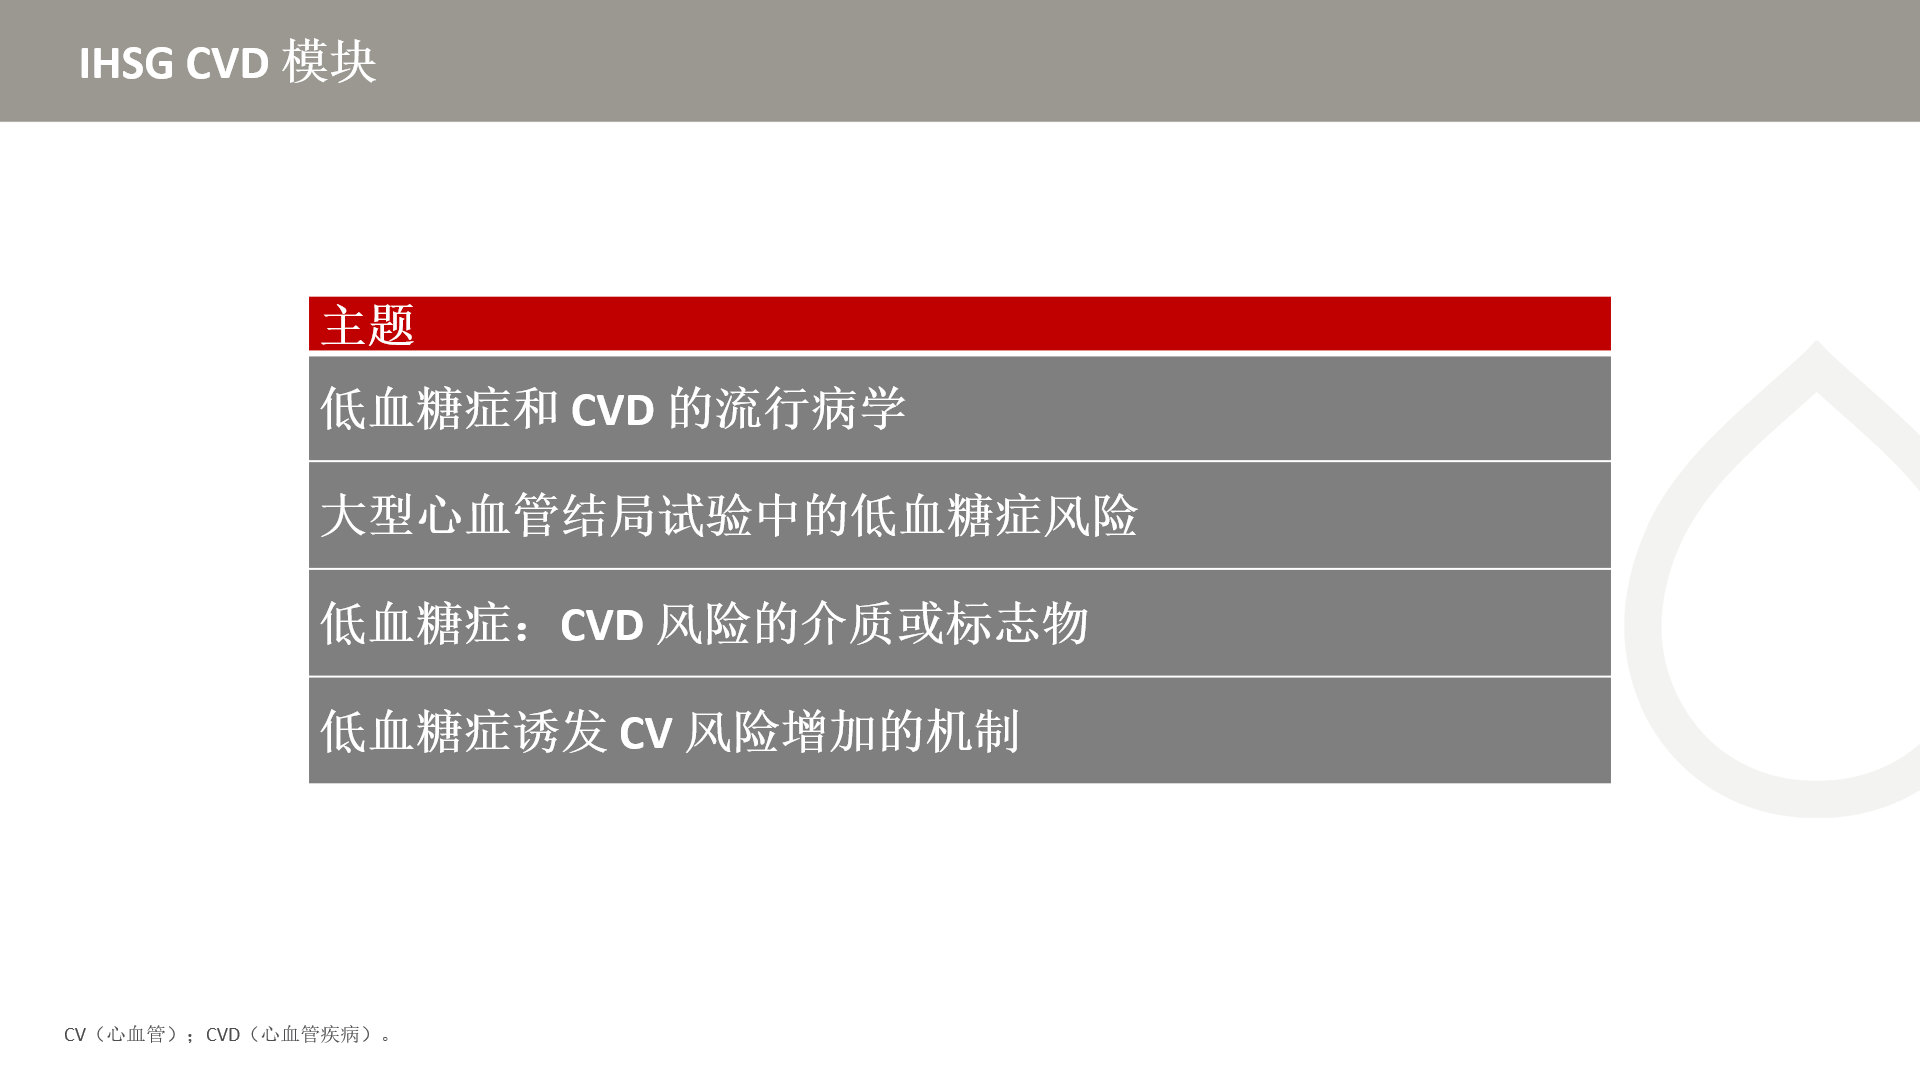 IHSG CVD 模块
主题
低血糖症和 CVD 的流行病学
大型心血管结局试验中的低血糖症风险
低血糖症：CVD 风险的介质或标志物
低血糖症诱发 CV 风险增加的机制
CV（心血管）；CVD（心血管疾病）。